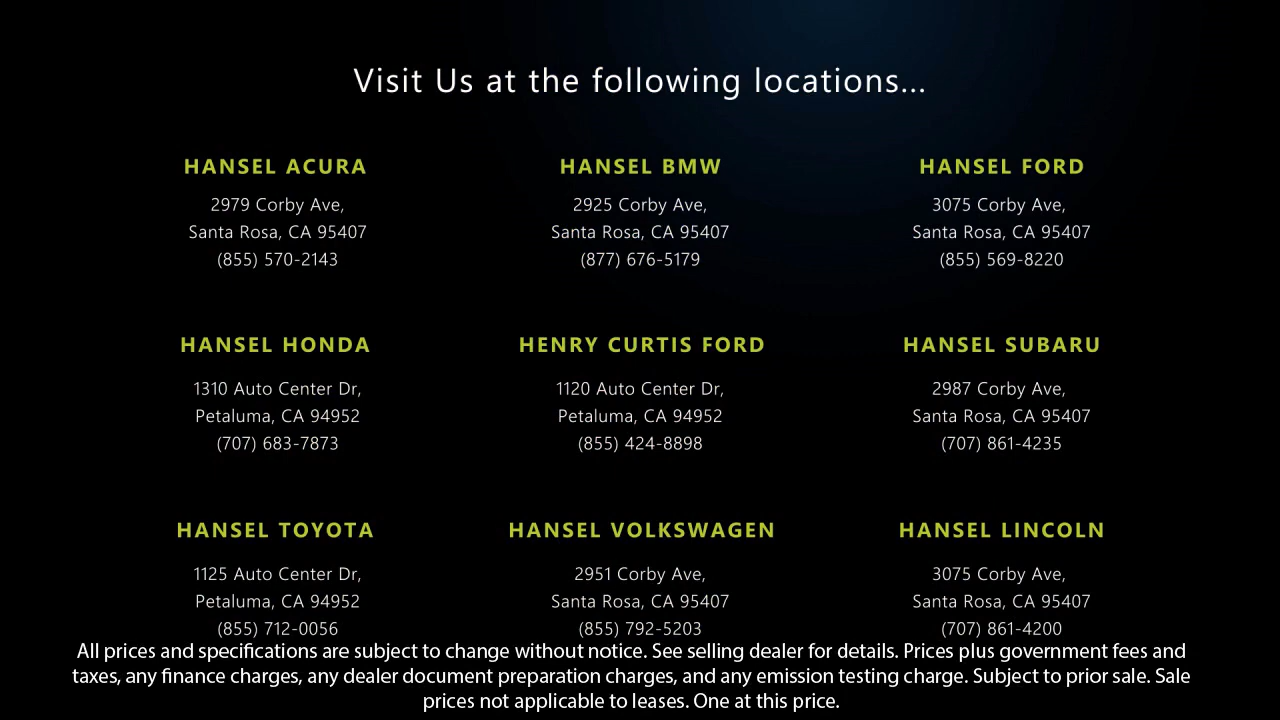 Visit Us at the following locations...
HANSEL ACURA
2979 Corby Ave,
Santa Rosa, CA 95407
(855) 570-2143
HANSEL BMW
2925 Corby Ave,
Santa Rosa, CA 95407
(877) 676-5179
HANSEL FORD
3075 Corby Ave,
Santa Rosa, CA 95407
(855) 569-8220
HANSEL HONDA
1310 Auto Center Dr,
Petaluma, CA 94952
(707) 683-7873
HENRY CURTIS FORD
1120 Auto Center Dr,
Petaluma, CA 94952
(855) 424-8898
HANSEL SUBARU
2987 Corby Ave,
Santa Rosa, CA 95407
(707) 861-4235
HANSEL TOYOTA
1125 Auto Center Dr,
Petaluma, CA 94952
(855) 712-0056
HANSEL VOLKSWAGEN
2951 Corby Ave,
Santa Rosa, CA 95407
(855) 792-5203
HANSEL LINCOLN
3075 Corby Ave,
Santa Rosa, CA 95407
(707) 861-4200
All prices and specifications are subject to change without notice. See selling dealer for details. Prices plus government fees and
taxes, any finance charges, any dealer document preparation charges, and any emission testing charge. Subject to prior sale. Sale
prices not applicable to leases. One at this price.